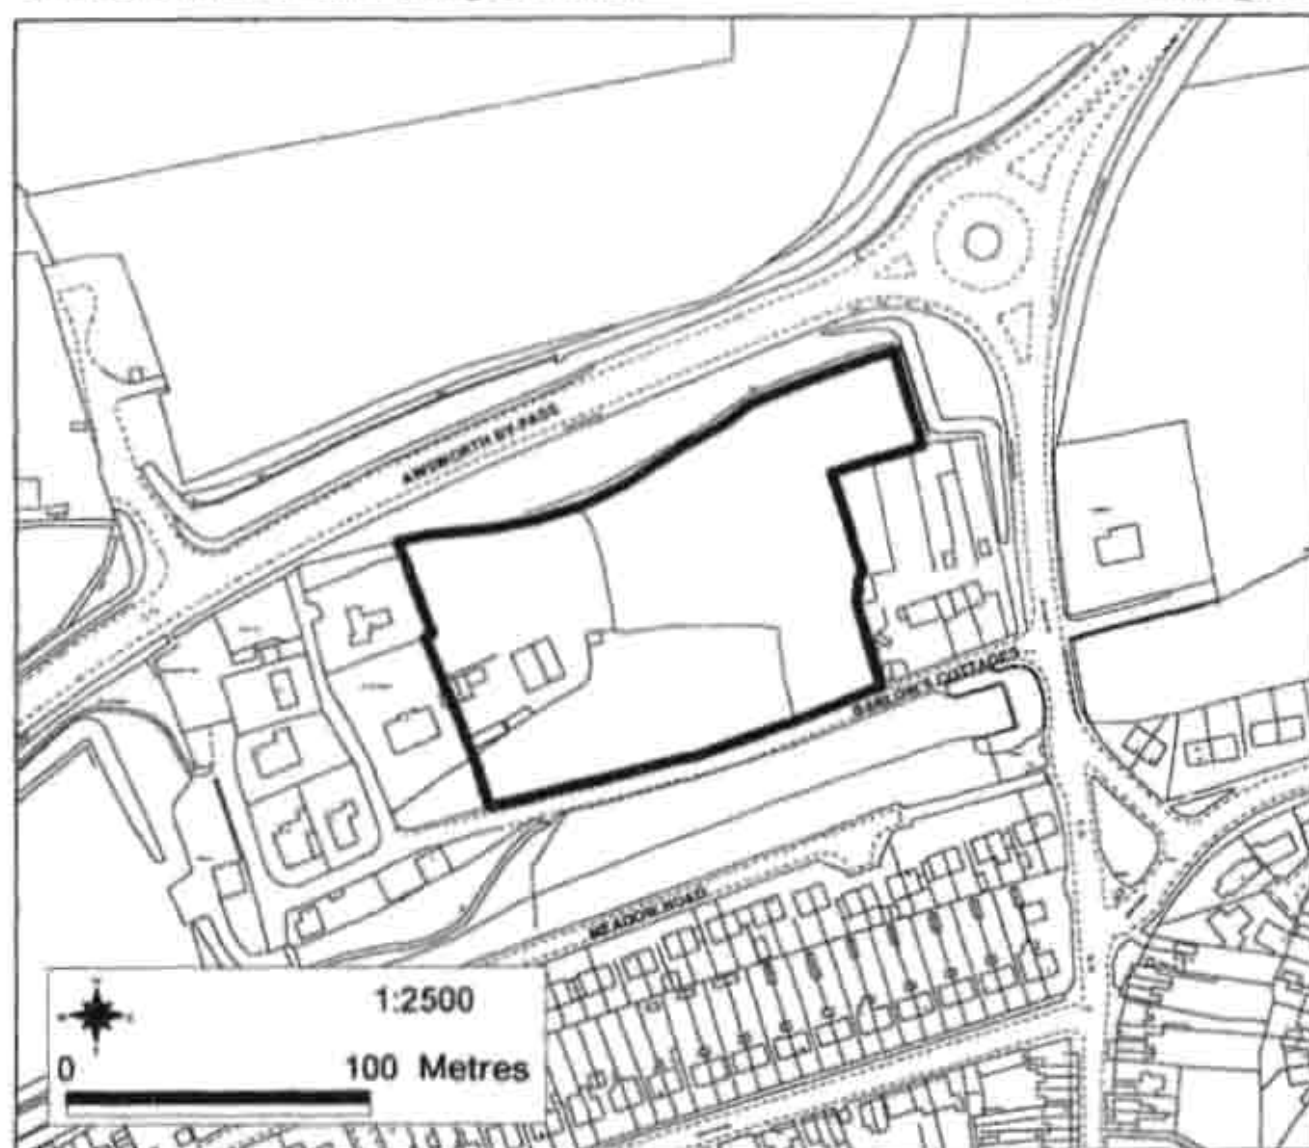 AWSWORTH BY-PASS
BARLOW'S COTTAGES
MEADOW ROAD
1:2500
0 100 Metres